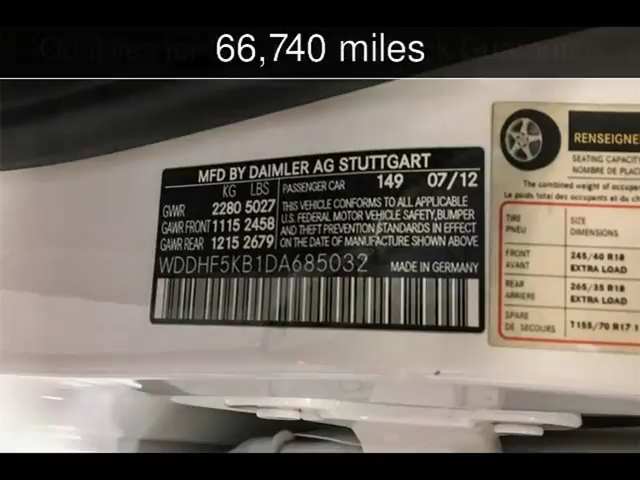 66,740 miles
MFD BY DAIMLER AG STUTTGART
KG LBS PASSENGER CAR 149 07/12
GVWR 2280 5027
GAWR FRONT 1115 2458
GAWR REAR 1215 2679
THIS VEHICLE CONFORMS TO ALL APPLICABLE
U.S. FEDERAL MOTOR VEHICLE SAFETY, BUMPER
AND THEFT PREVENTION STANDARDS IN EFFECT
ON THE DATE OF MANUFACTURE SHOWN ABOVE.
WDDHF5KB1DA685032 MADE IN GERMANY
RENSEIGNE
SEATING CAPACITY
NOMBRE DE PLAC
The combined weight of occupa
Le poids total des occupants et du ch
TIRE SIZE
PNEU DIMENSIONS
FRONT 245/40 R18
AVANT EXTRA LOAD
REAR 265/35 R18
ARRIERE EXTRA LOAD
SPARE T155/70 R17 1
DE SECOURS